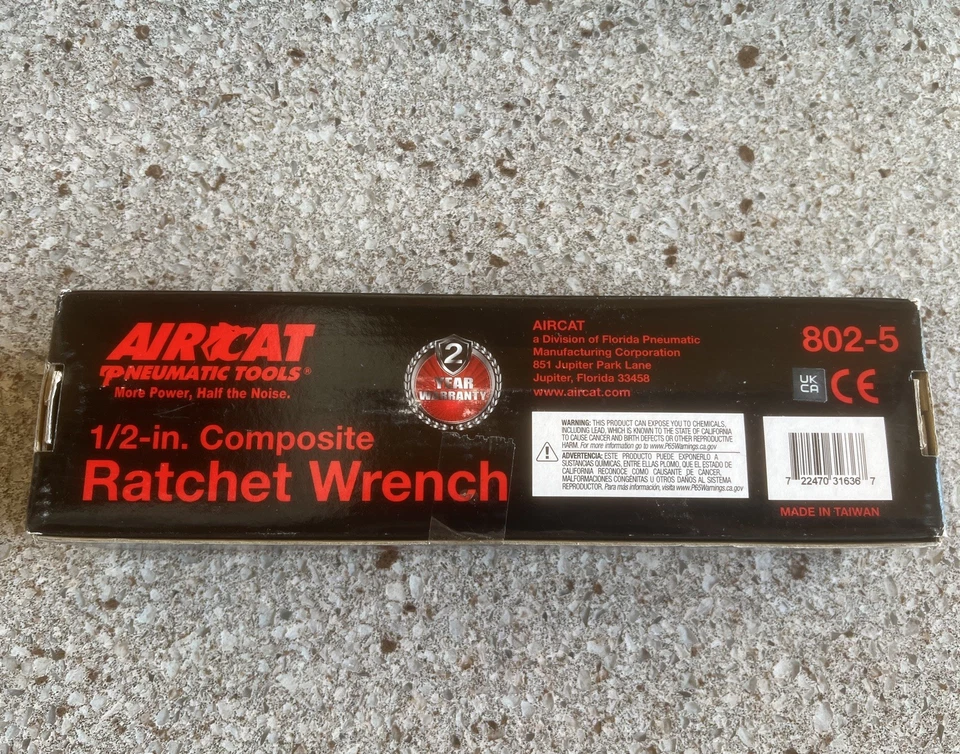 AIRCAT
PNEUMATIC TOOLS®
More Power, Half the Noise.
1/2-in. Composite
Ratchet Wrench
2
YEAR
WARRANTY
AIRCAT
a Division of Florida Pneumatic
Manufacturing Corporation
851 Jupiter Park Lane
Jupiter, Florida 33458
www.aircat.com
WARNING: THIS PRODUCT CAN EXPOSE YOU TO CHEMICALS,
INCLUDING LEAD, WHICH IS KNOWN TO THE STATE OF CALIFORNIA
TO CAUSE CANCER AND BIRTH DEFECTS OR OTHER REPRODUCTIVE
HARM. For more information go to www.P65Warnings.ca.gov
ADVERTENCIA: ESTE PRODUCTO PUEDE EXPONERLO A
SUSTANCIAS QUÍMICAS, ENTRE ELLAS PLOMO, QUE EL ESTADO DE
CALIFORNIA RECONOCE COMO CAUSANTE DE CÁNCER,
MALFORMACIONES CONGÉNITAS U OTROS DAÑOS AL SISTEMA
REPRODUCTOR. Para más información, visita www.P65Warnings.ca.gov
802-5
UK
CA
CE
7 22470 31636 7
MADE IN TAIWAN